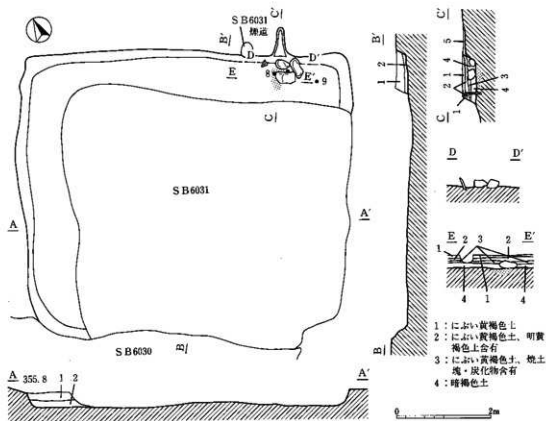 SB6031
煙道
B'
C'
D
D'
E
E'
8
9
C
SB6031
A
A'
SB6030
B
A 355.8
1
2
A'
B'
2
1
B
C'
5
4
1
3
2
4
1
C
D
D'
E
E'
1 2 3 2
4 1 4
1：にぶい黄褐色土
2：にぶい黄褐色土、明黄
褐色土含有
3：にぶい黄褐色土、焼土
塊・炭化物含有
4：暗褐色土
0 2m